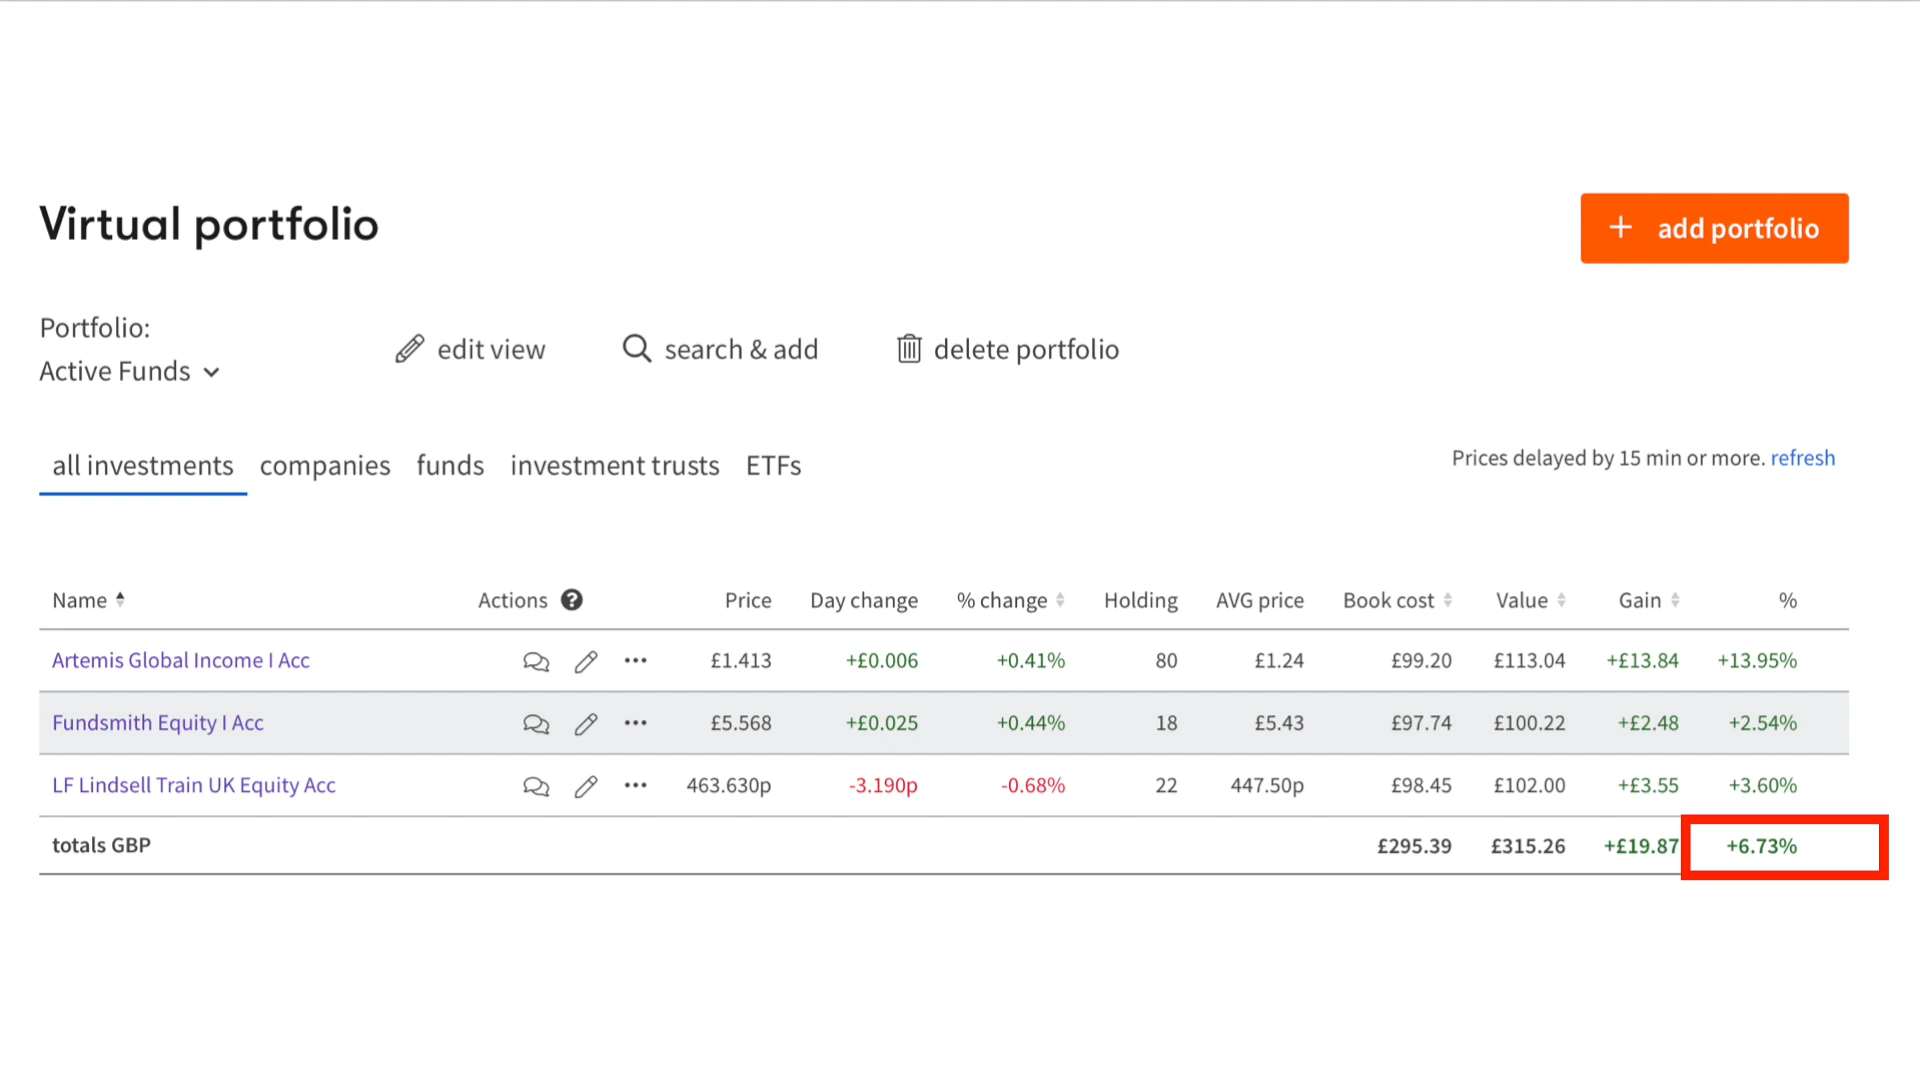 Virtual portfolio
+ add portfolio
Portfolio:
Active Funds
edit view
search & add
delete portfolio
all investments companies funds investment trusts ETFs
Prices delayed by 15 min or more. refresh
Name Actions ? Price Day change % change Holding AVG price Book cost Value Gain %
Artemis Global Income I Acc ••• £1.413 +£0.006 +0.41% 80 £1.24 £99.20 £113.04 +£13.84 +13.95%
Fundsmith Equity I Acc ••• £5.568 +£0.025 +0.44% 18 £5.43 £97.74 £100.22 +£2.48 +2.54%
LF Lindsell Train UK Equity Acc ••• 463.630p -3.190p -0.68% 22 447.50p £98.45 £102.00 +£3.55 +3.60%
totals GBP £295.39 £315.26 +£19.87 +6.73%